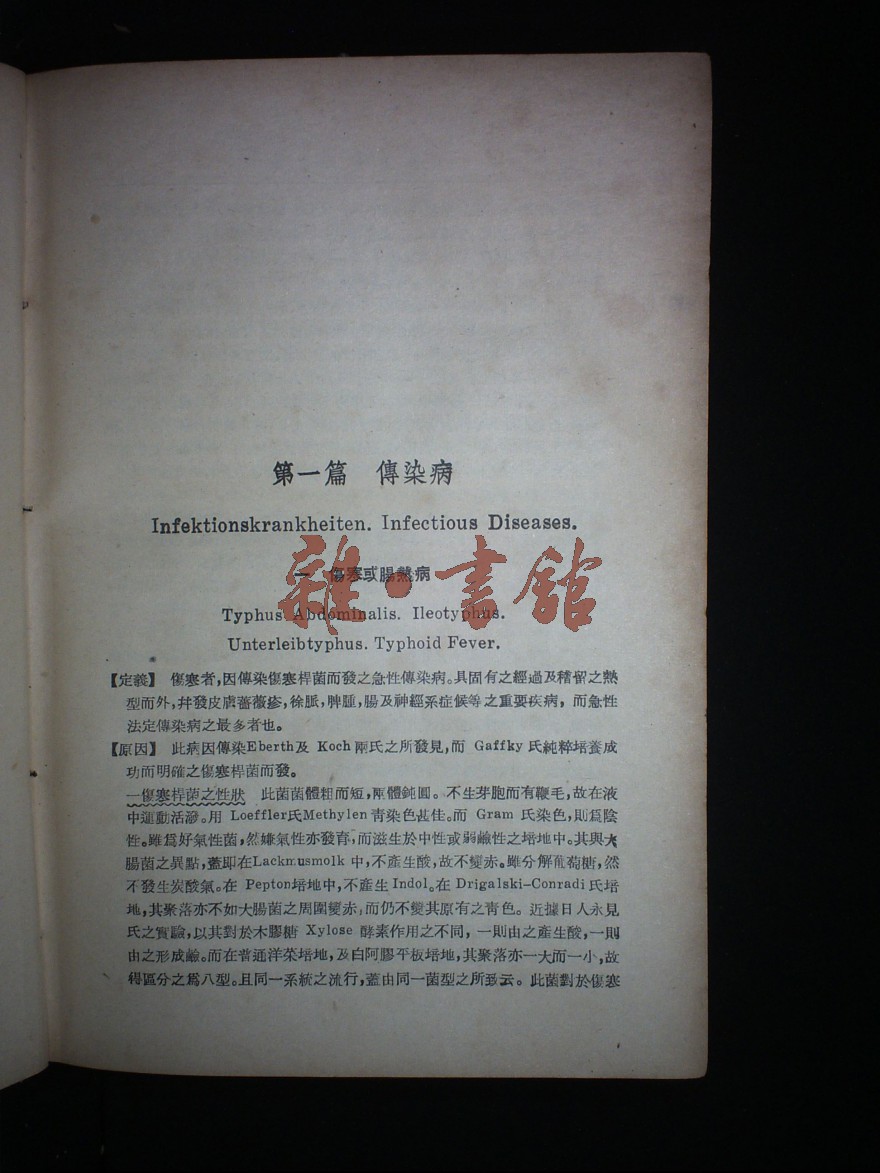 第一篇 傳染病
Infektionskrankheiten. Infectious Diseases.
一 傷寒或腸熱病
雜·書舘
Typhus Abdominalis. Ileotyphus.
Unterleibtyphus. Typhoid Fever.
【定義】 傷寒者,因傳染傷寒桿菌而發之急性傳染病。具固有之經過及稽留之熱
型而外,幷發皮膚薔薇疹,徐脈,脾腫,腸及神經系症候等之重要疾病,而急性
法定傳染病之最多者也。
【原因】 此病因傳染Eberth及 Koch 兩氏之所發見,而 Gaffky 氏純粹培養成
功而明確之傷寒桿菌而發。
一傷寒桿菌之性狀 此菌菌體粗而短,兩體鈍圓。不生芽胞而有鞭毛,故在液
中運動活潑。用 Loeffler氏Methylen 靑染色甚佳。而 Gram 氏染色,則爲陰
性。雖爲好氣性菌,然嫌氣性亦發育,而滋生於中性或弱鹼性之培地中。其與大
腸菌之異點,蓋即在Lackmusmolk 中,不產生酸,故不變赤。雖分解葡萄糖,然
不發生炭酸氣。在 Pepton培地中,不產生Indol。在 Drigalski-Conradi 氏培
地,其聚落亦不如大腸菌之周圍變赤,而仍不變其原有之靑色。近據日人永見
氏之實驗,以其對於木膠糖 Xylose 酵素作用之不同,一則由之產生酸,一則
由之形成鹼。而在普通洋菜培地,及白阿膠平板培地,其聚落亦一大而一小,故
得區分之爲八型。且同一系統之流行,蓋由同一菌型之所致云。此菌對於傷寒